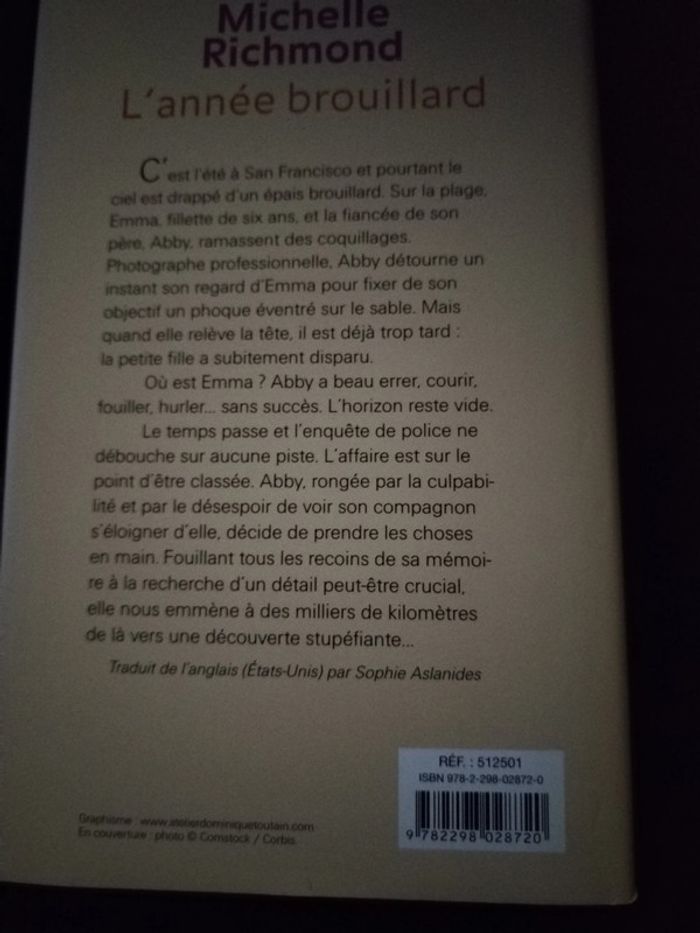 Michelle
Richmond
L'année brouillard
C'est l'été à San Francisco et pourtant le
ciel est drappé d'un épais brouillard. Sur la plage,
Emma, fillette de six ans, et la fiancée de son
père, Abby, ramassent des coquillages.
Photographe professionnelle, Abby détourne un
instant son regard d'Emma pour fixer de son
objectif un phoque éventré sur le sable. Mais
quand elle relève la tête, il est déjà trop tard :
la petite fille a subitement disparu.
Où est Emma ? Abby a beau errer, courir,
fouiller, hurler... sans succès. L'horizon reste vide.
Le temps passe et l'enquête de police ne
débouche sur aucune piste. L'affaire est sur le
point d'être classée. Abby, rongée par la culpabi-
lité et par le désespoir de voir son compagnon
s'éloigner d'elle, décide de prendre les choses
en main. Fouillant tous les recoins de sa mémoi-
re à la recherche d'un détail peut-être crucial,
elle nous emmène à des milliers de kilomètres
de là vers une découverte stupéfiante...
Traduit de l'anglais (États-Unis) par Sophie Aslanides
RÉF. : 512501
ISBN 978-2-298-02872-0
9 782298 028720
Graphisme : www.atelierdominiquetoutain.com
En couverture : photo © Comstock / Corbis.